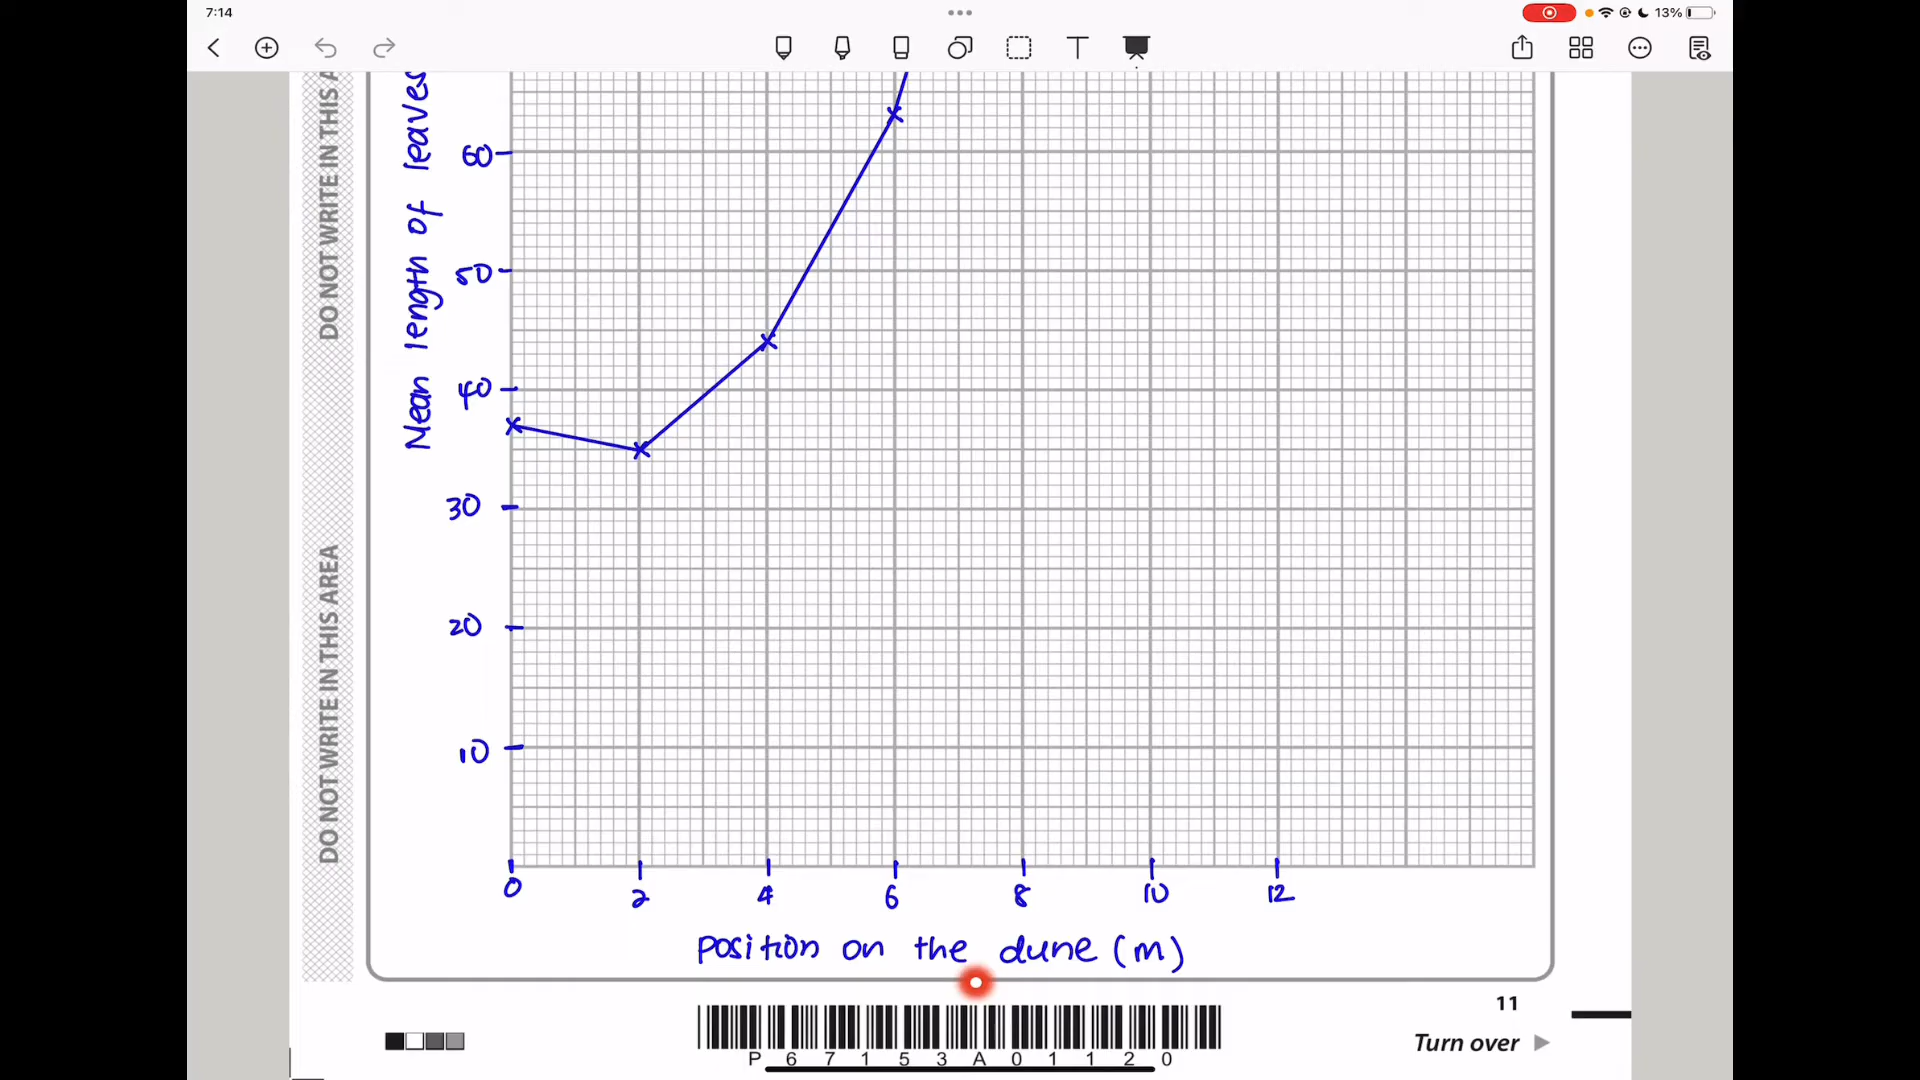 7:14
13%
DO NOT WRITE IN THIS A
DO NOT WRITE IN THIS AREA
Mean length of leaves
60
50
40
30
20
10
0 2 4 6 8 10 12
Position on the dune (m)
11
P 6 7 1 5 3 A 0 1 1 2 0
Turn over